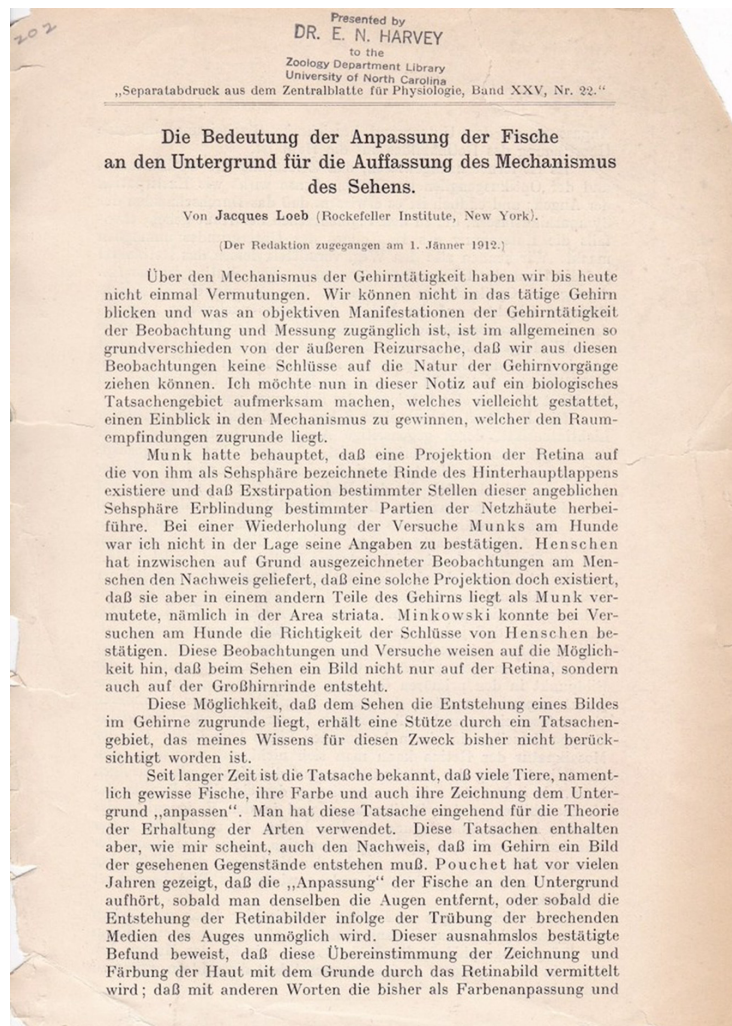 202
Presented by
DR. E. N. HARVEY
to the
Zoology Department Library
University of North Carolina
„Separatabdruck aus dem Zentralblatte für Physiologie, Band XXV, Nr. 22.“
Die Bedeutung der Anpassung der Fische
an den Untergrund für die Auffassung des Mechanismus
des Sehens.
Von Jacques Loeb (Rockefeller Institute, New York).
(Der Redaktion zugegangen am 1. Jänner 1912.)
Über den Mechanismus der Gehirntätigkeit haben wir bis heute
nicht einmal Vermutungen. Wir können nicht in das tätige Gehirn
blicken und was an objektiven Manifestationen der Gehirntätigkeit
der Beobachtung und Messung zugänglich ist, ist im allgemeinen so
grundverschieden von der äußeren Reizursache, daß wir aus diesen
Beobachtungen keine Schlüsse auf die Natur der Gehirnvorgänge
ziehen können. Ich möchte nun in dieser Notiz auf ein biologisches
Tatsachengebiet aufmerksam machen, welches vielleicht gestattet,
einen Einblick in den Mechanismus zu gewinnen, welcher den Raum-
empfindungen zugrunde liegt.
Munk hatte behauptet, daß eine Projektion der Retina auf
die von ihm als Sehsphäre bezeichnete Rinde des Hinterhauptlappens
existiere und daß Exstirpation bestimmter Stellen dieser angeblichen
Sehsphäre Erblindung bestimmter Partien der Netzhäute herbei-
führe. Bei einer Wiederholung der Versuche Munks am Hunde
war ich nicht in der Lage seine Angaben zu bestätigen. Henschen
hat inzwischen auf Grund ausgezeichneter Beobachtungen am Men-
schen den Nachweis geliefert, daß eine solche Projektion doch existiert,
daß sie aber in einem andern Teile des Gehirns liegt als Munk ver-
mutete, nämlich in der Area striata. Minkowski konnte bei Ver-
suchen am Hunde die Richtigkeit der Schlüsse von Henschen be-
stätigen. Diese Beobachtungen und Versuche weisen auf die Möglich-
keit hin, daß beim Sehen ein Bild nicht nur auf der Retina, sondern
auch auf der Großhirnrinde entsteht.
Diese Möglichkeit, daß dem Sehen die Entstehung eines Bildes
im Gehirne zugrunde liegt, erhält eine Stütze durch ein Tatsachen-
gebiet, das meines Wissens für diesen Zweck bisher nicht berück-
sichtigt worden ist.
Seit langer Zeit ist die Tatsache bekannt, daß viele Tiere, nament-
lich gewisse Fische, ihre Farbe und auch ihre Zeichnung dem Unter-
grund „anpassen“. Man hat diese Tatsache eingehend für die Theorie
der Erhaltung der Arten verwendet. Diese Tatsachen enthalten
aber, wie mir scheint, auch den Nachweis, daß im Gehirn ein Bild
der gesehenen Gegenstände entstehen muß. Pouchet hat vor vielen
Jahren gezeigt, daß die „Anpassung“ der Fische an den Untergrund
aufhört, sobald man denselben die Augen entfernt, oder sobald die
Entstehung der Retinabilder infolge der Trübung der brechenden
Medien des Auges unmöglich wird. Dieser ausnahmslos bestätigte
Befund beweist, daß diese Übereinstimmung der Zeichnung und
Färbung der Haut mit dem Grunde durch das Retinabild vermittelt
wird; daß mit anderen Worten die bisher als Farbenanpassung und